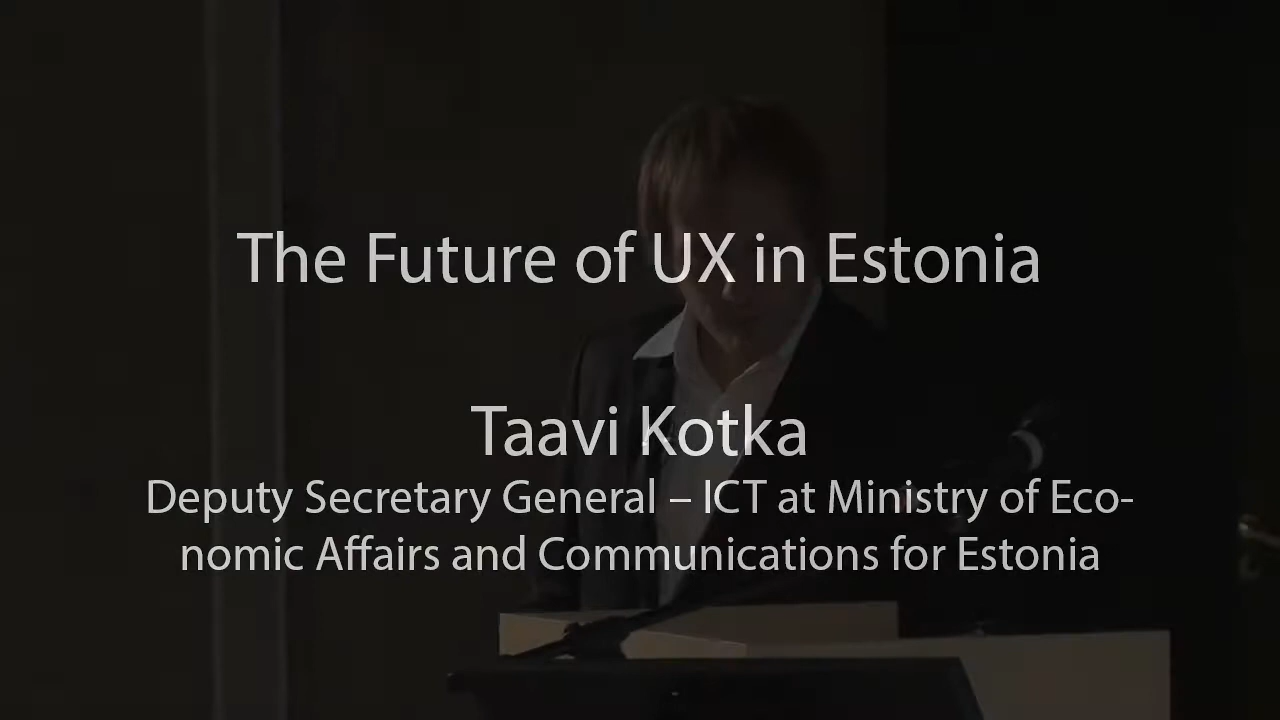 The Future of UX in Estonia
Taavi Kotka
Deputy Secretary General – ICT at Ministry of Eco-
nomic Affairs and Communications for Estonia